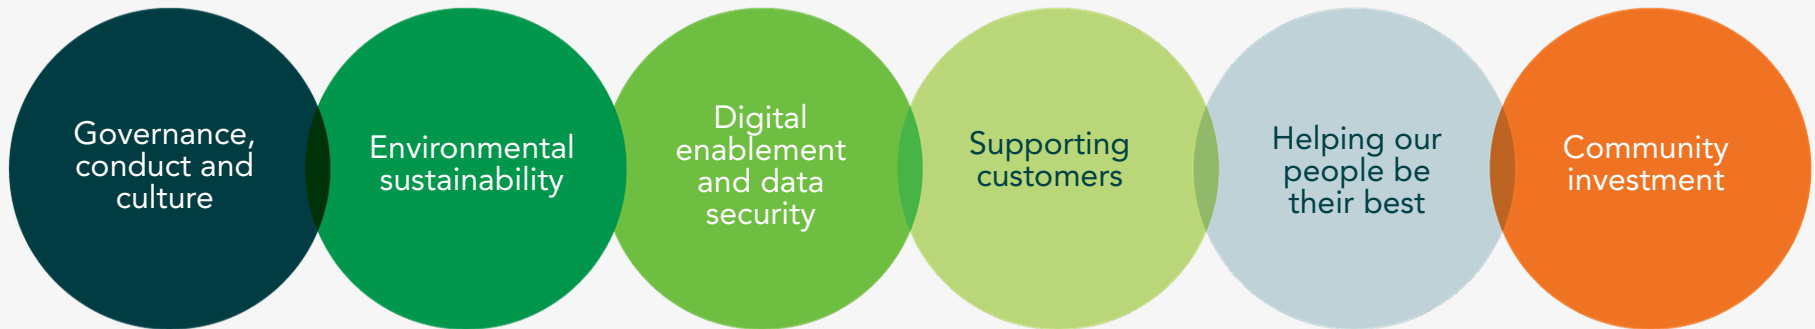 Governance,
conduct and
culture
Environmental
sustainability
Digital
enablement
and data
security
Supporting
customers
Helping our
people be
their best
Community
investment